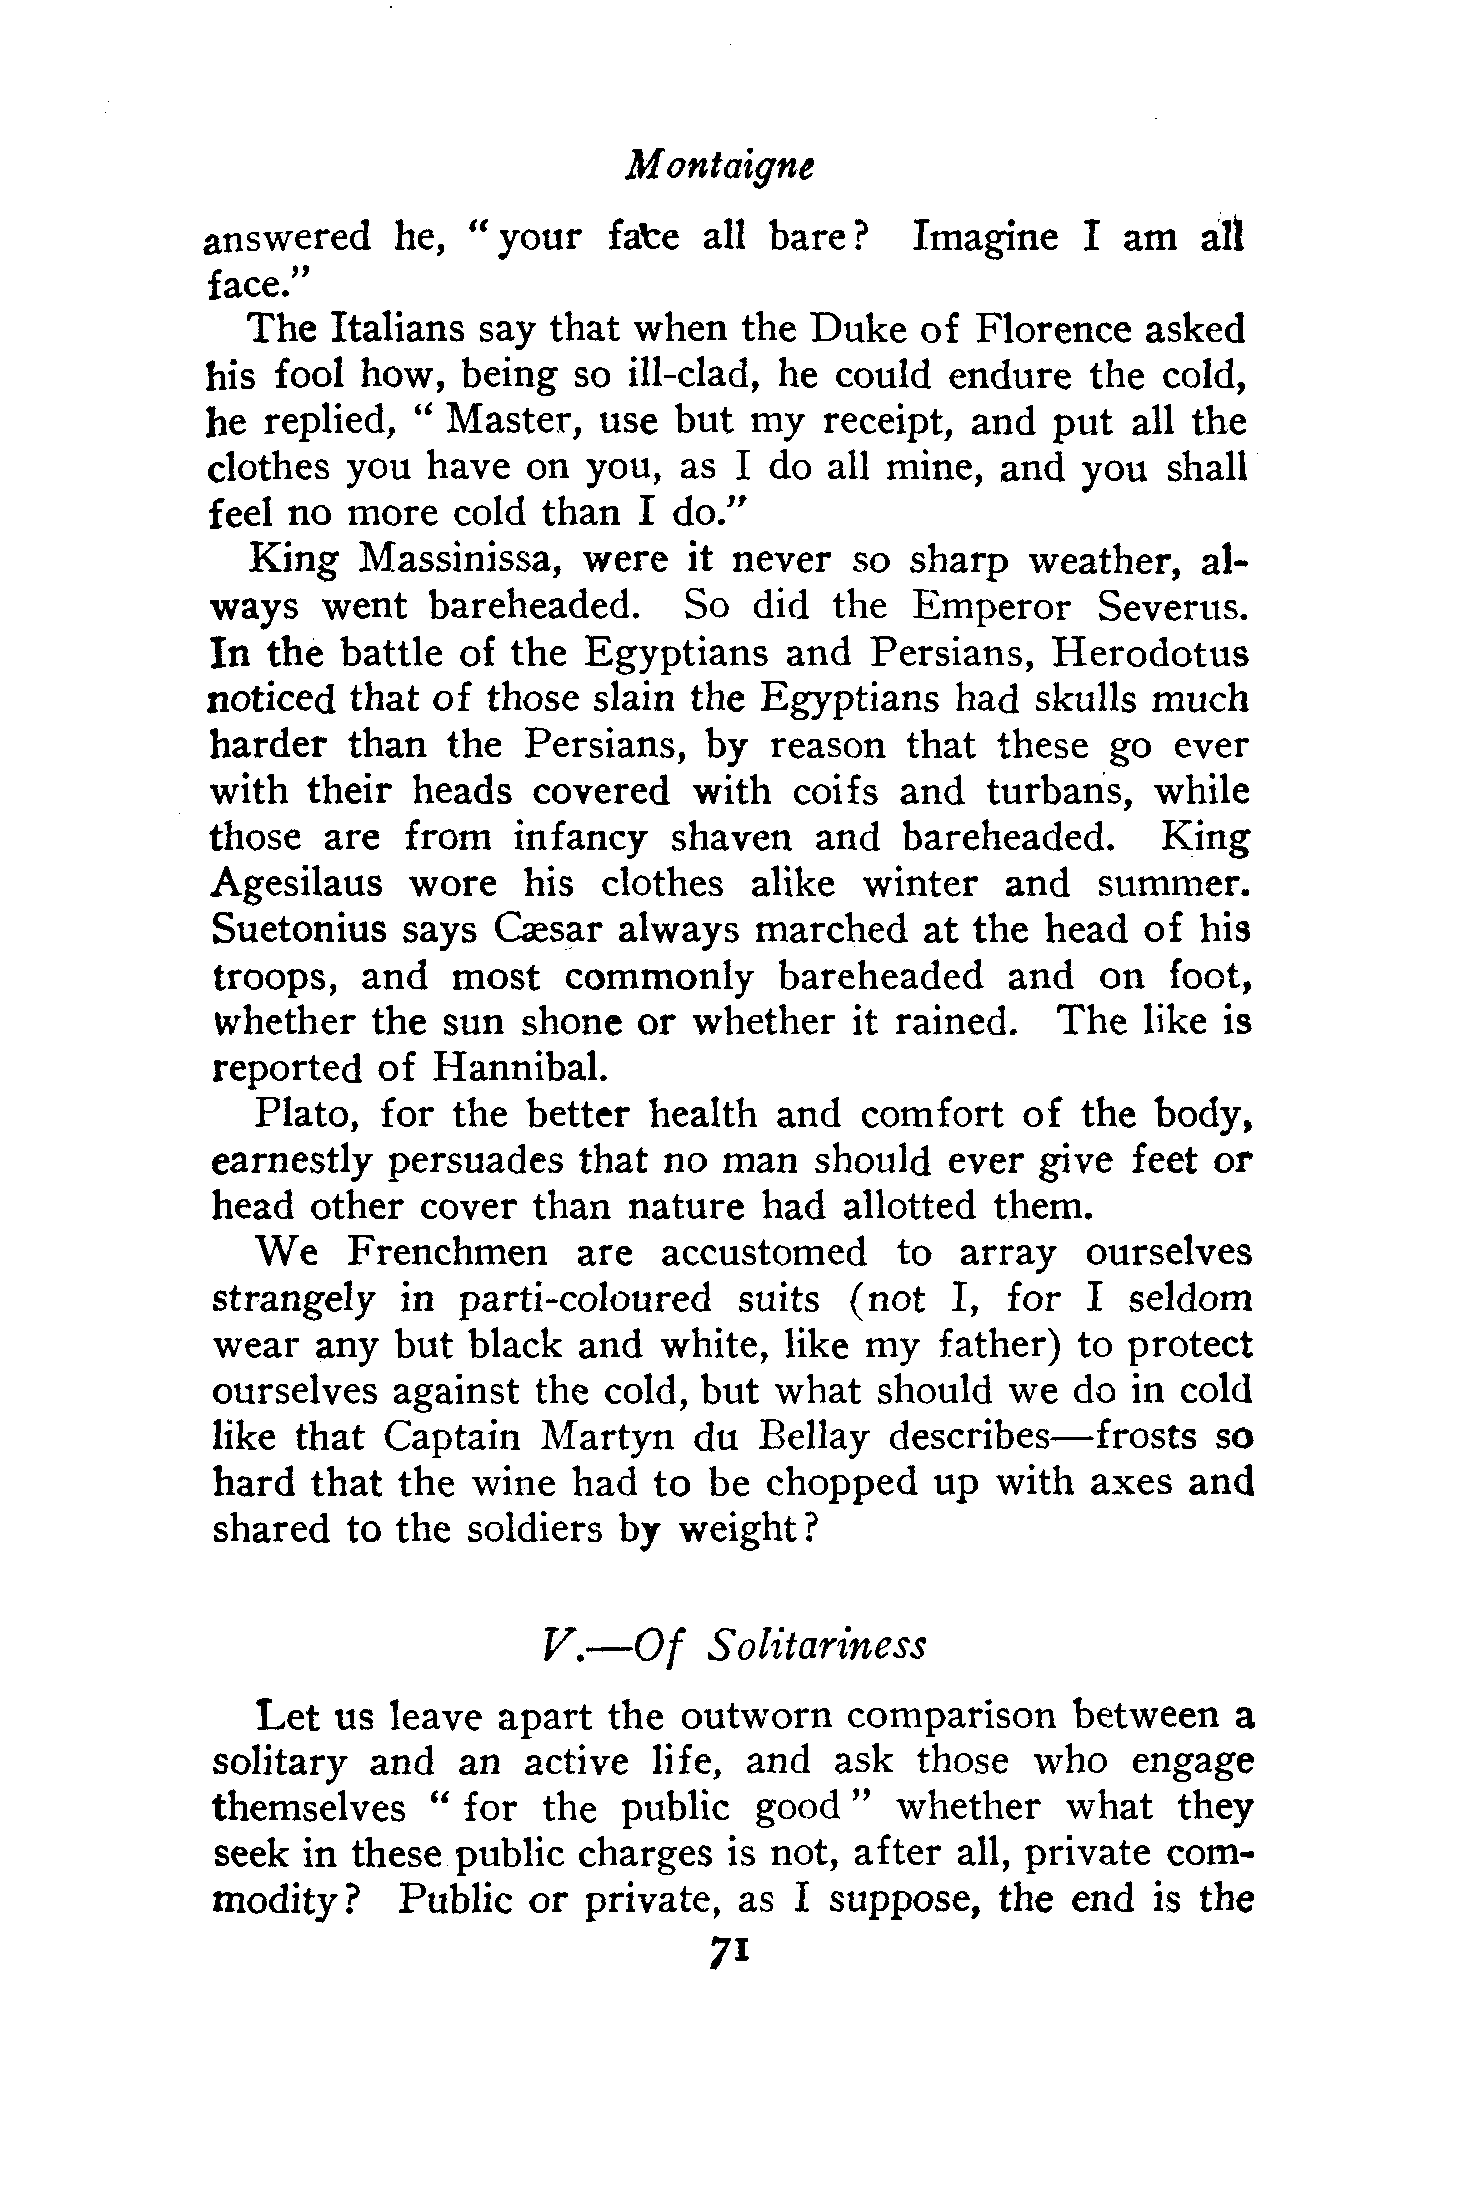 Montaigne
answered he, "your face all bare? Imagine I am all
face."
The Italians say that when the Duke of Florence asked
his fool how, being so ill-clad, he could endure the cold,
he replied, "Master, use but my receipt, and put all the
clothes you have on you, as I do all mine, and you shall
feel no more cold than I do."
King Massinissa, were it never so sharp weather, al-
ways went bareheaded. So did the Emperor Severus.
In the battle of the Egyptians and Persians, Herodotus
noticed that of those slain the Egyptians had skulls much
harder than the Persians, by reason that these go ever
with their heads covered with coifs and turbans, while
those are from infancy shaven and bareheaded. King
Agesilaus wore his clothes alike winter and summer.
Suetonius says Cæsar always marched at the head of his
troops, and most commonly bareheaded and on foot,
whether the sun shone or whether it rained. The like is
reported of Hannibal.
Plato, for the better health and comfort of the body,
earnestly persuades that no man should ever give feet or
head other cover than nature had allotted them.
We Frenchmen are accustomed to array ourselves
strangely in parti-coloured suits (not I, for I seldom
wear any but black and white, like my father) to protect
ourselves against the cold, but what should we do in cold
like that Captain Martyn du Bellay describes—frosts so
hard that the wine had to be chopped up with axes and
shared to the soldiers by weight?
V.—Of Solitariness
Let us leave apart the outworn comparison between a
solitary and an active life, and ask those who engage
themselves "for the public good" whether what they
seek in these public charges is not, after all, private com-
modity? Public or private, as I suppose, the end is the
71